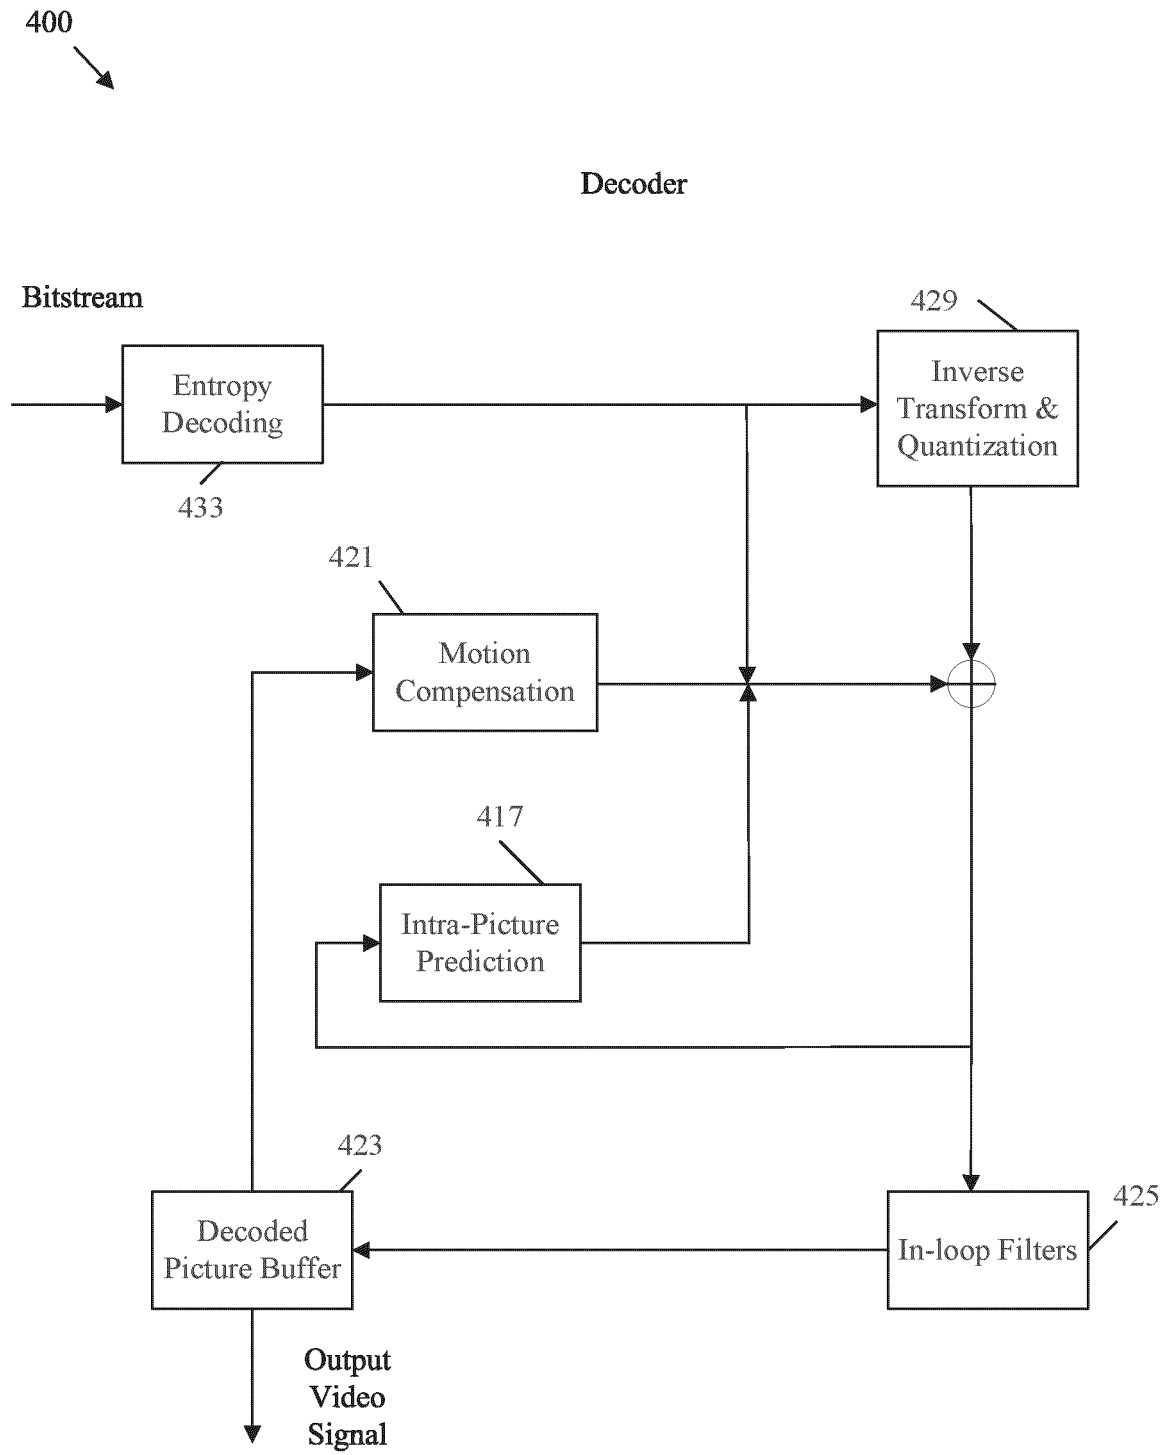 400
Decoder
Bitstream
429
Entropy
Decoding
433
Inverse
Transform &
Quantization
421
Motion
Compensation
417
Intra-Picture
Prediction
423
Decoded
Picture Buffer
425
In-loop Filters
Output
Video
Signal